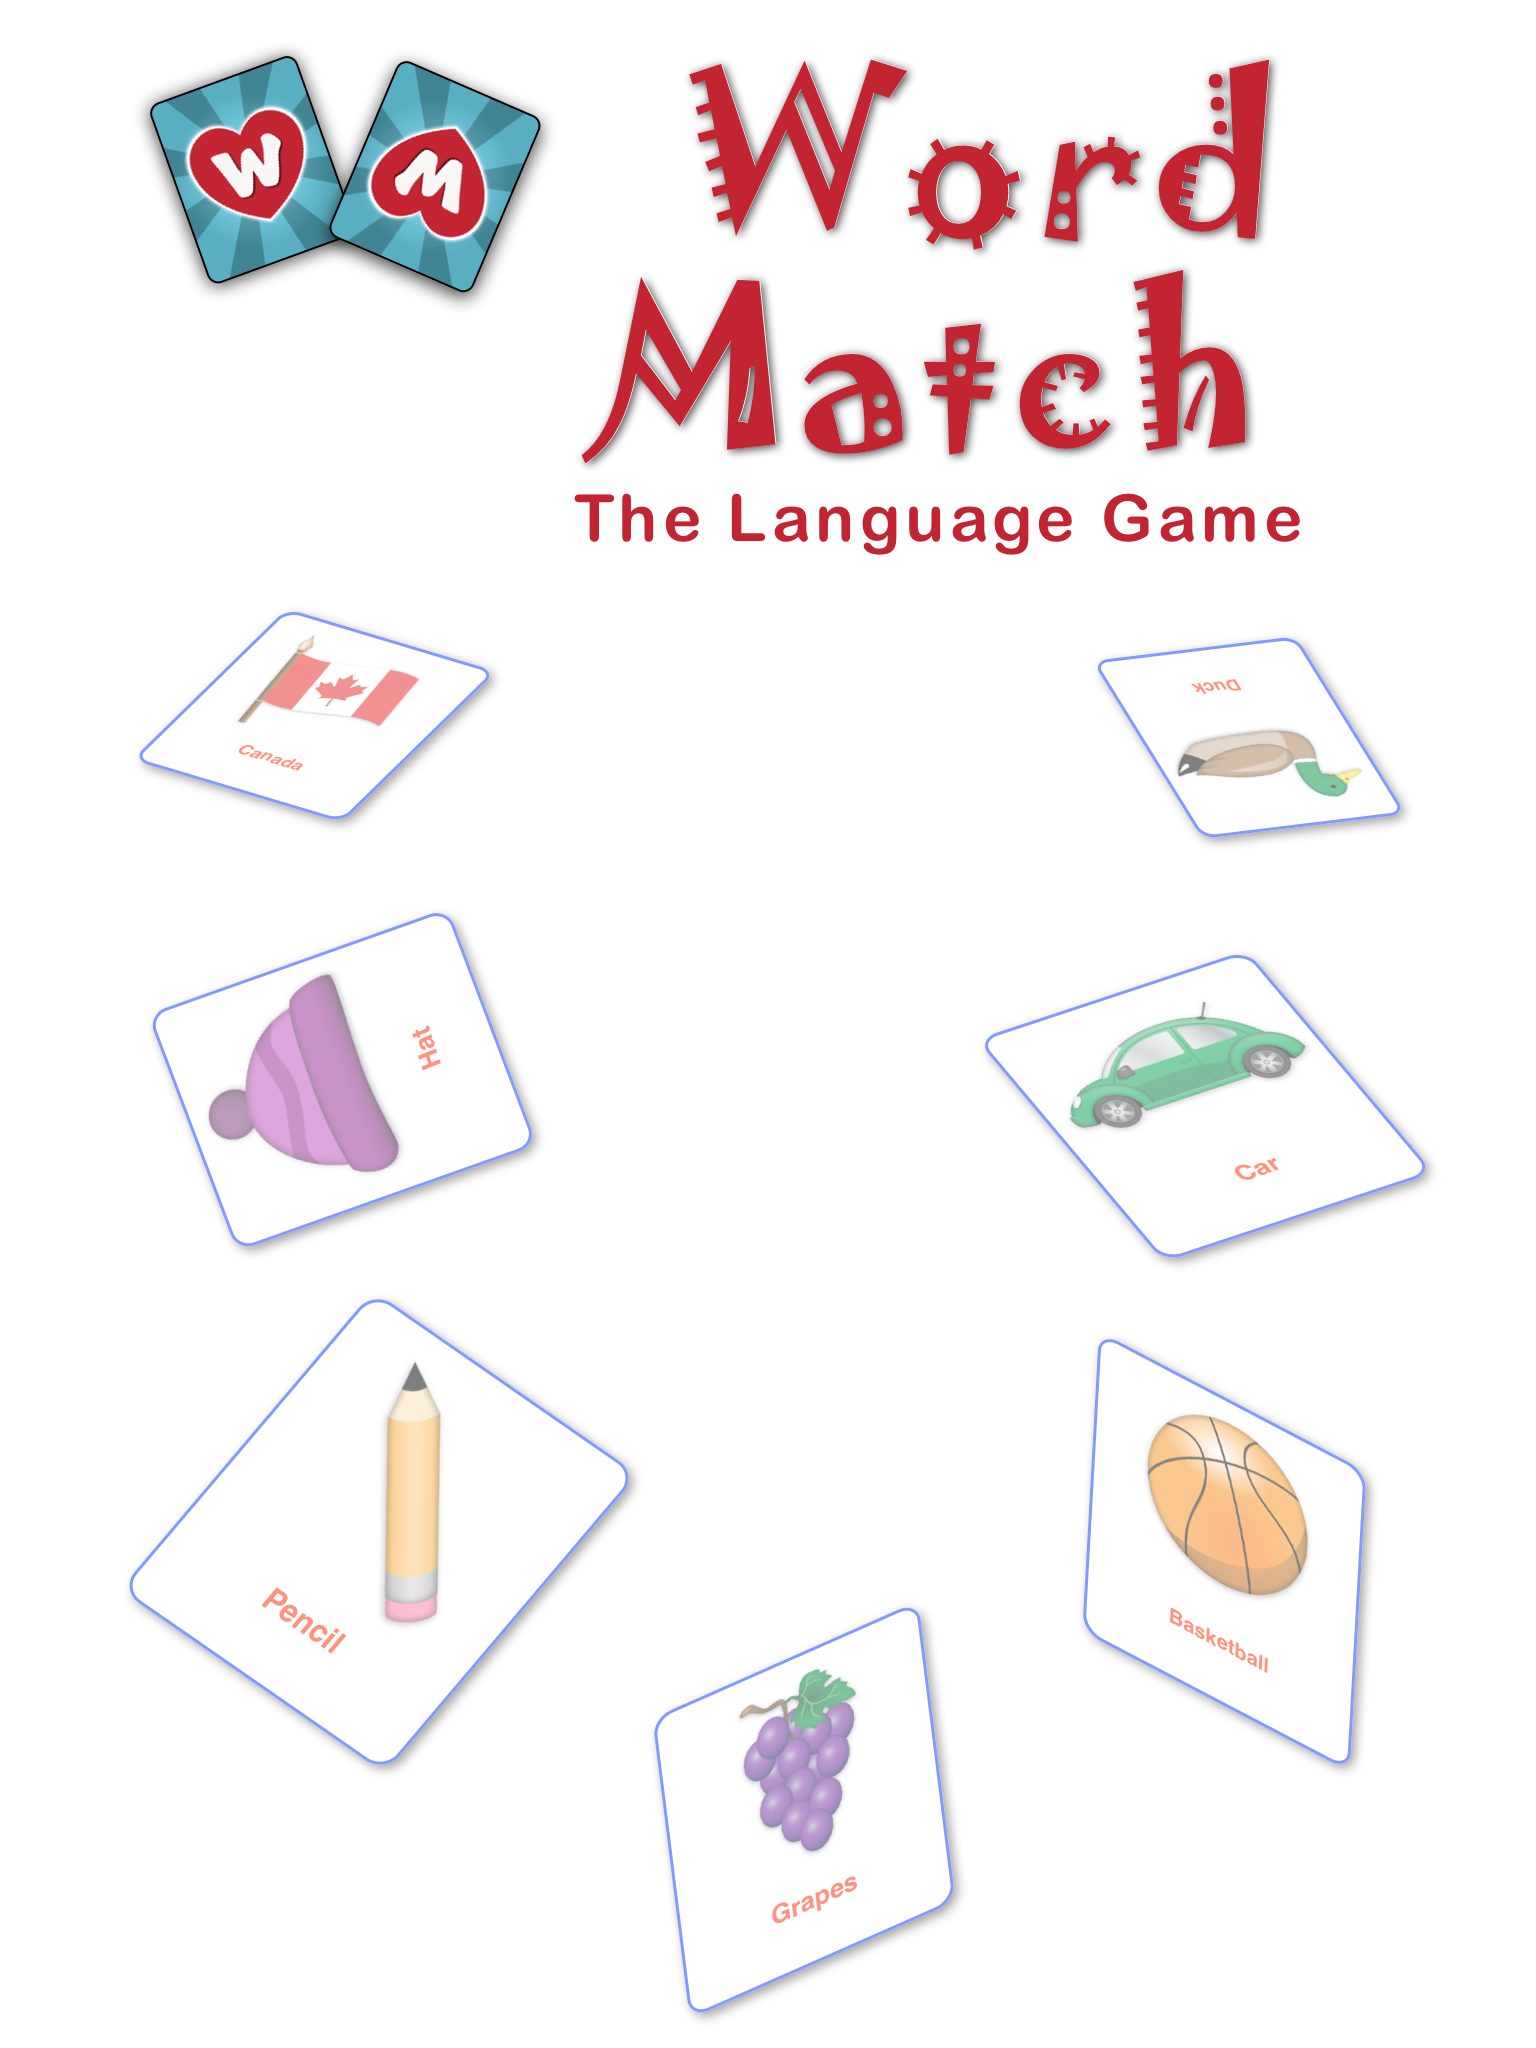 W
M
Word
Match
The Language Game
Canada
Duck
Hat
Car
Pencil
Basketball
Grapes